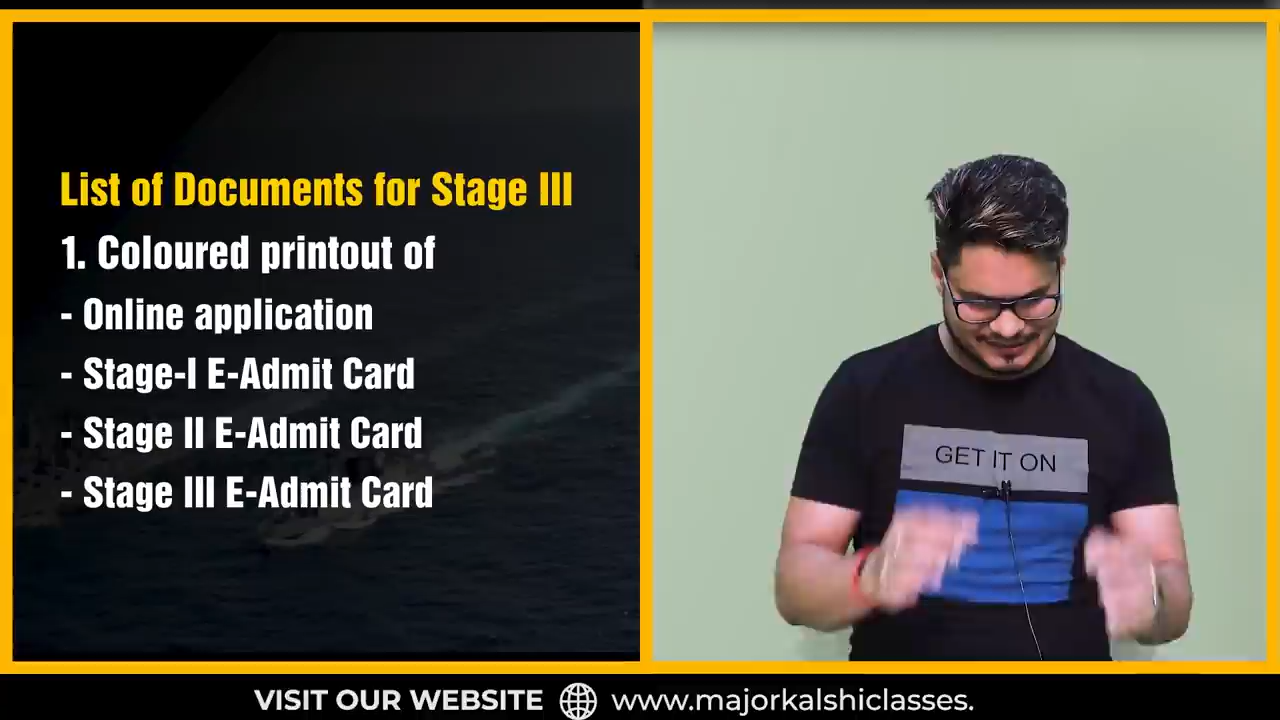 List of Documents for Stage III
1. Coloured printout of
- Online application
- Stage-I E-Admit Card
- Stage II E-Admit Card
- Stage III E-Admit Card
GET IT ON
VISIT OUR WEBSITE www.majorkalshiclasses.